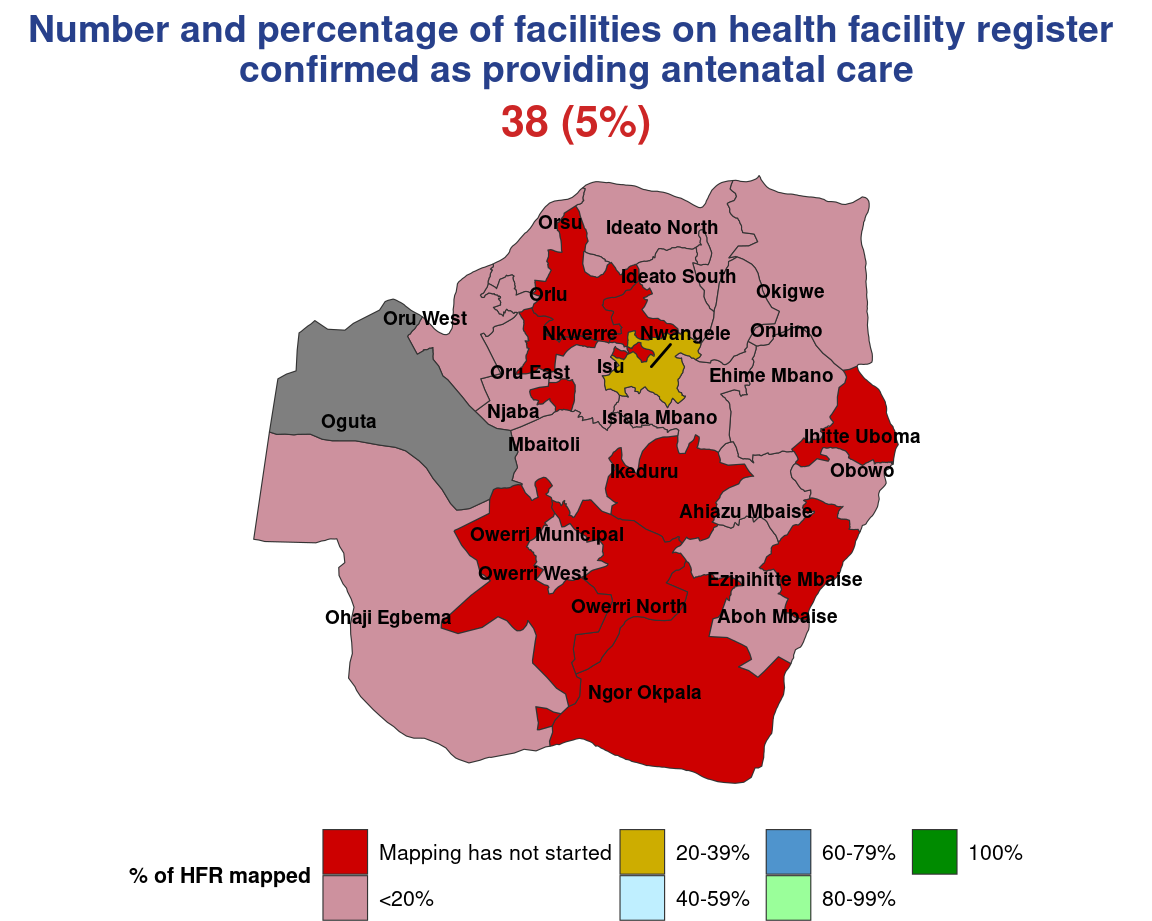 Number and percentage of facilities on health facility register
confirmed as providing antenatal care
38 (5%)
Orsu
Ideato North
Ideato South
Orlu
Okigwe
Oru West
Nkwerre
Nwangele
Onuimo
Isu
Oru East
Ehime Mbano
Njaba
Isiala Mbano
Oguta
Mbaitoli
Ihitte Uboma
Ikeduru
Obowo
Ahiazu Mbaise
Owerri Municipal
Owerri West
Ezinihitte Mbaise
Owerri North
Ohaji Egbema
Aboh Mbaise
Ngor Okpala
% of HFR mapped
Mapping has not started
<20%
20-39%
40-59%
60-79%
80-99%
100%